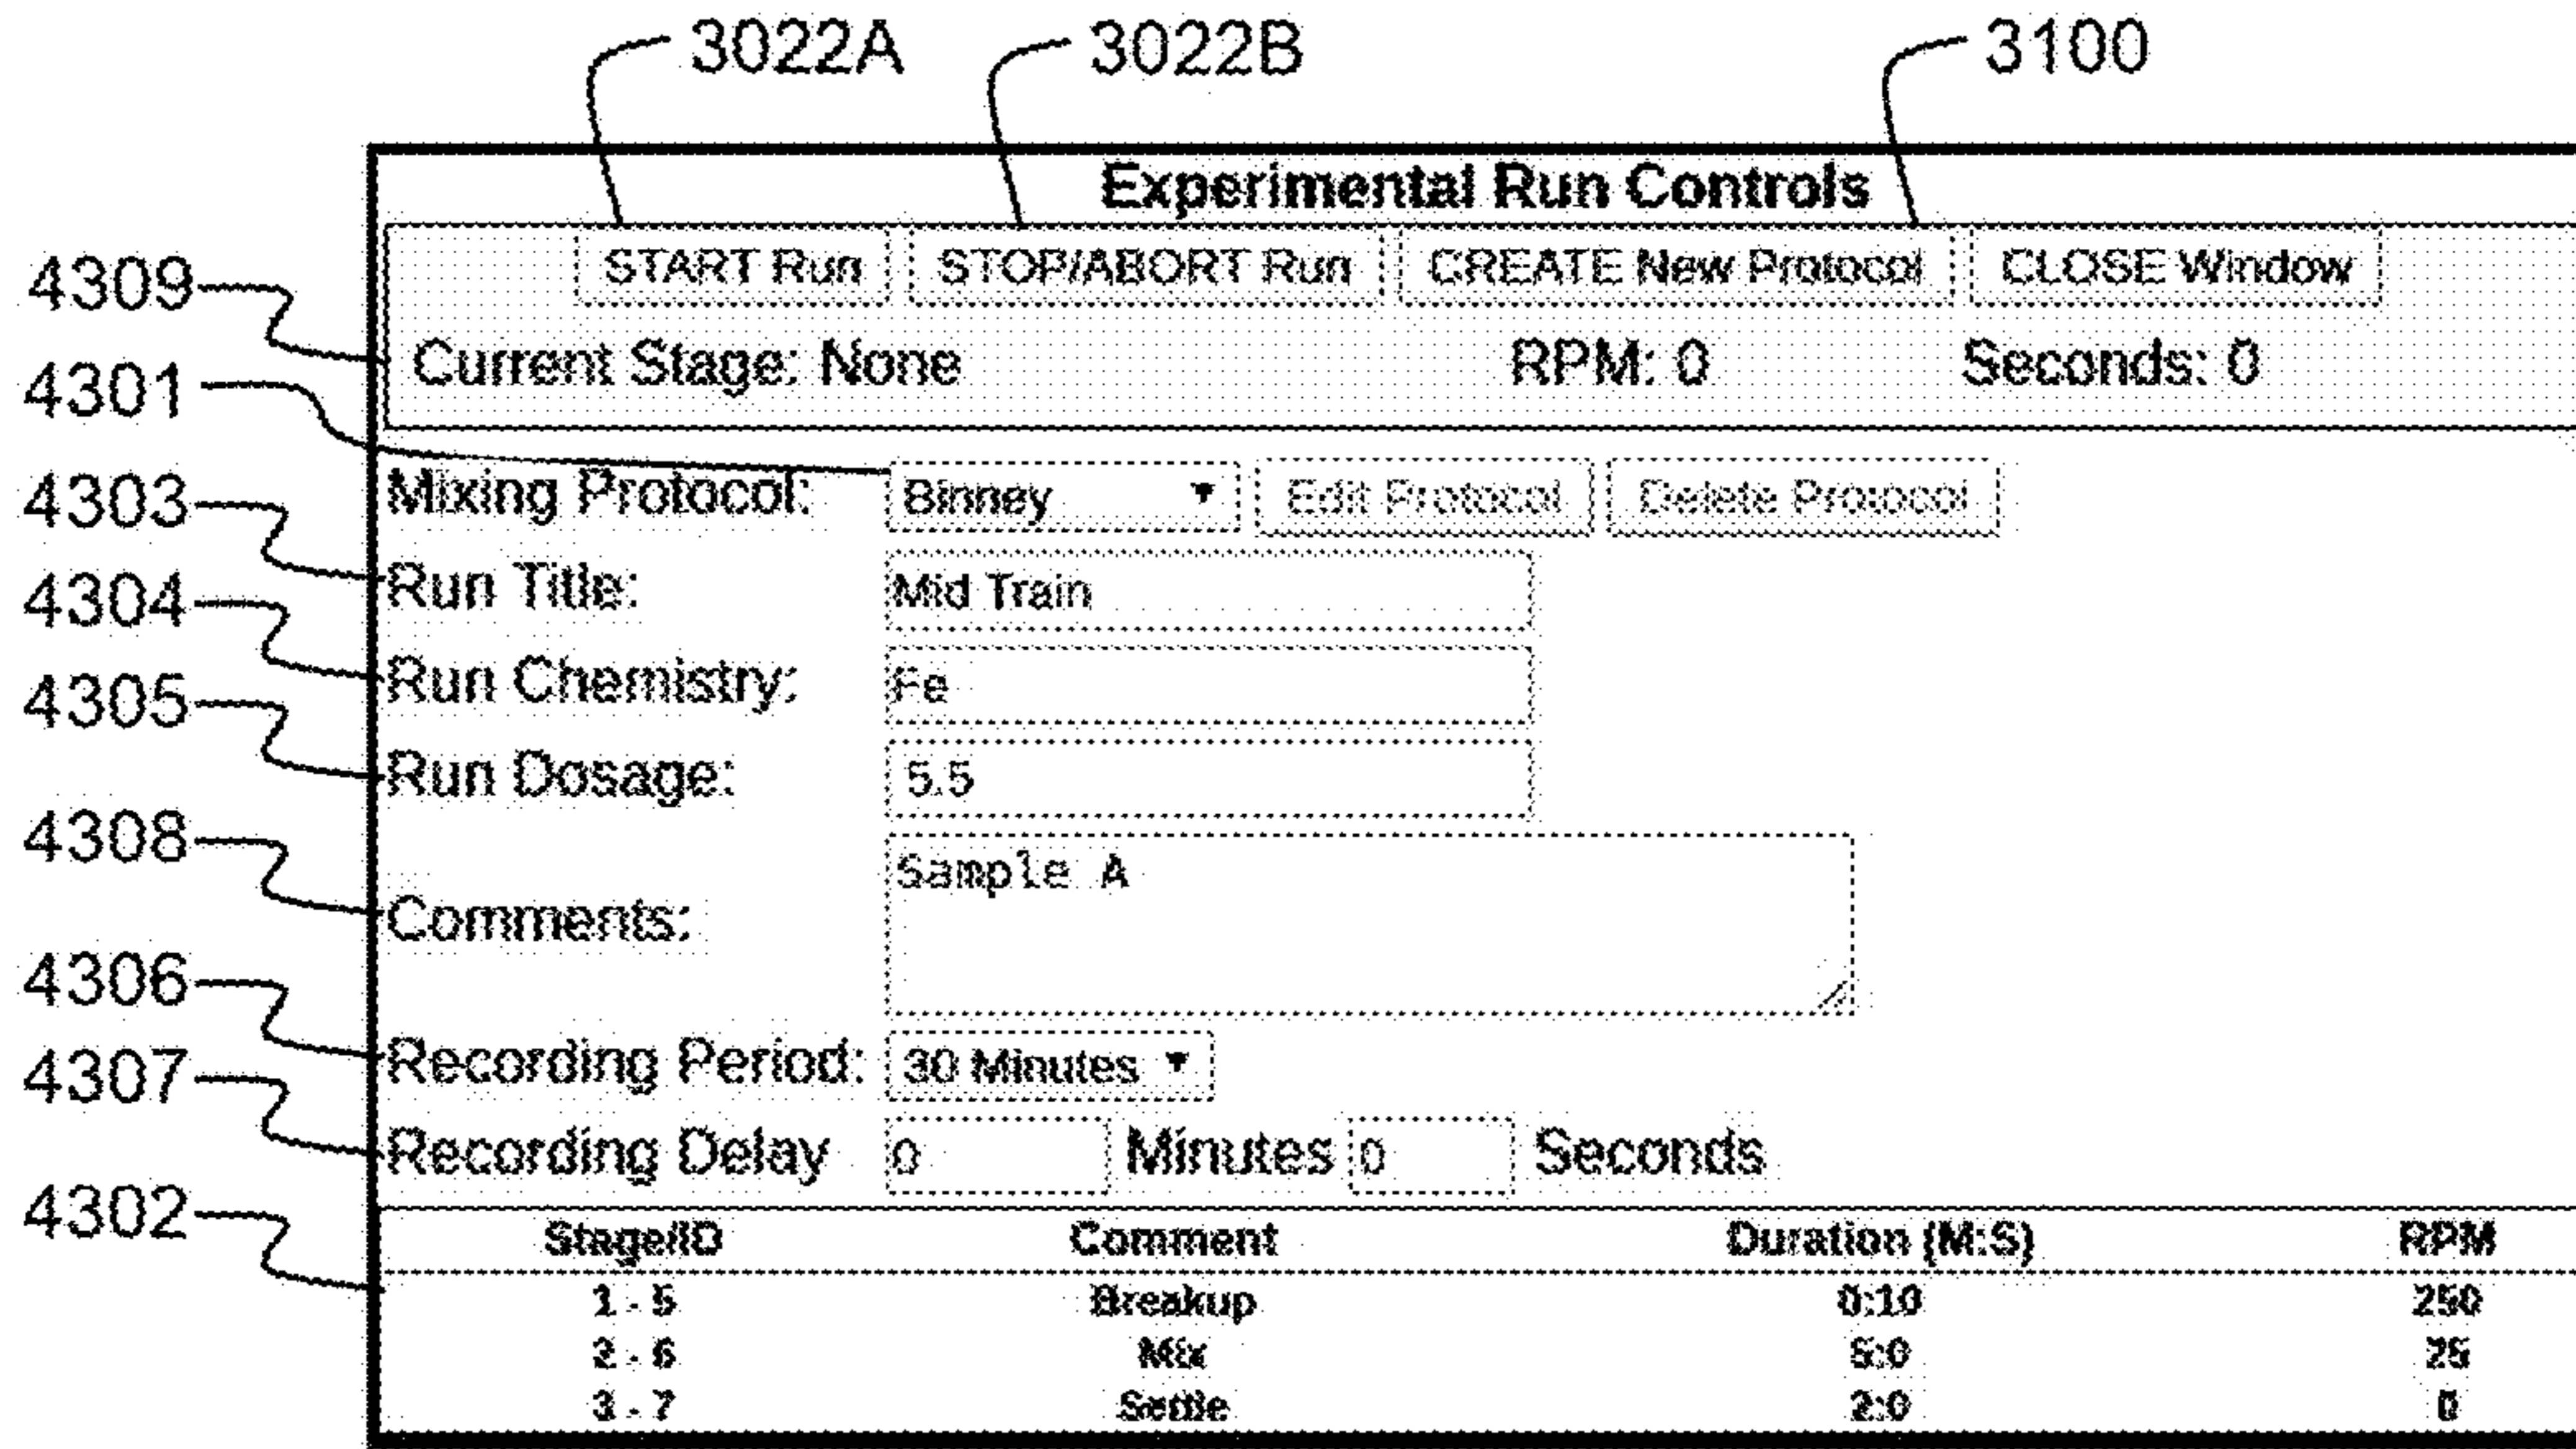 3022A 3022B 3100
Experimental Run Controls
START Run STOP/ABORT Run CREATE New Protocol CLOSE Window
4309
Current Stage: None RPM: 0 Seconds: 0
4301
Mixing Protocol: Binney Edit Protocol Delete Protocol
4303
Run Title: Mid Train
4304
Run Chemistry: Fe
4305
Run Dosage: 5.5
4308
Sample A
Comments:
4306
Recording Period: 30 Minutes
4307
Recording Delay 0 Minutes 0 Seconds
4302
Stage/ID Comment Duration (M:S) RPM
1 - 5 Breakup 0:10 250
2 - 6 Mix 5:0 25
3 - 7 Settle 2:0 0